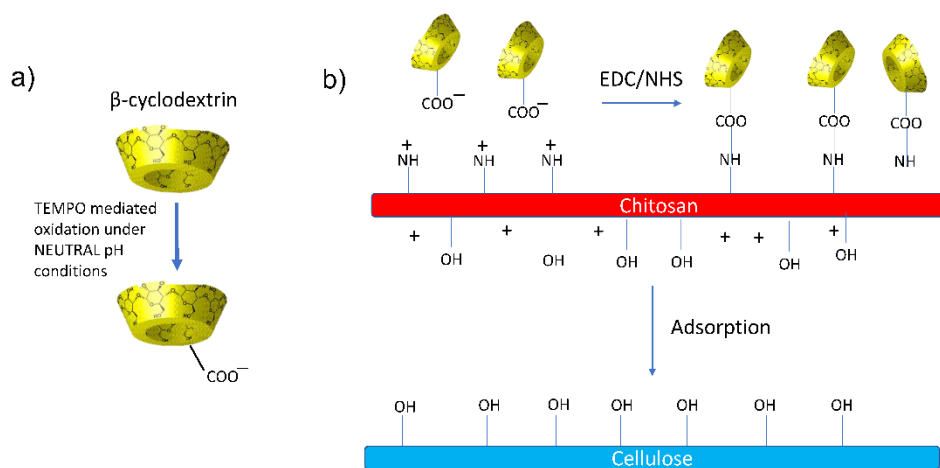 a)
β-cyclodextrin
TEMPO mediated
oxidation under
NEUTRAL pH
conditions
COO−
b)
COO− COO−
EDC/NHS
COO COO COO
+ + +
NH NH NH NH NH NH
Chitosan
+ + + + + +
OH OH OH OH OH OH
Adsorption
OH OH OH OH OH OH OH
Cellulose